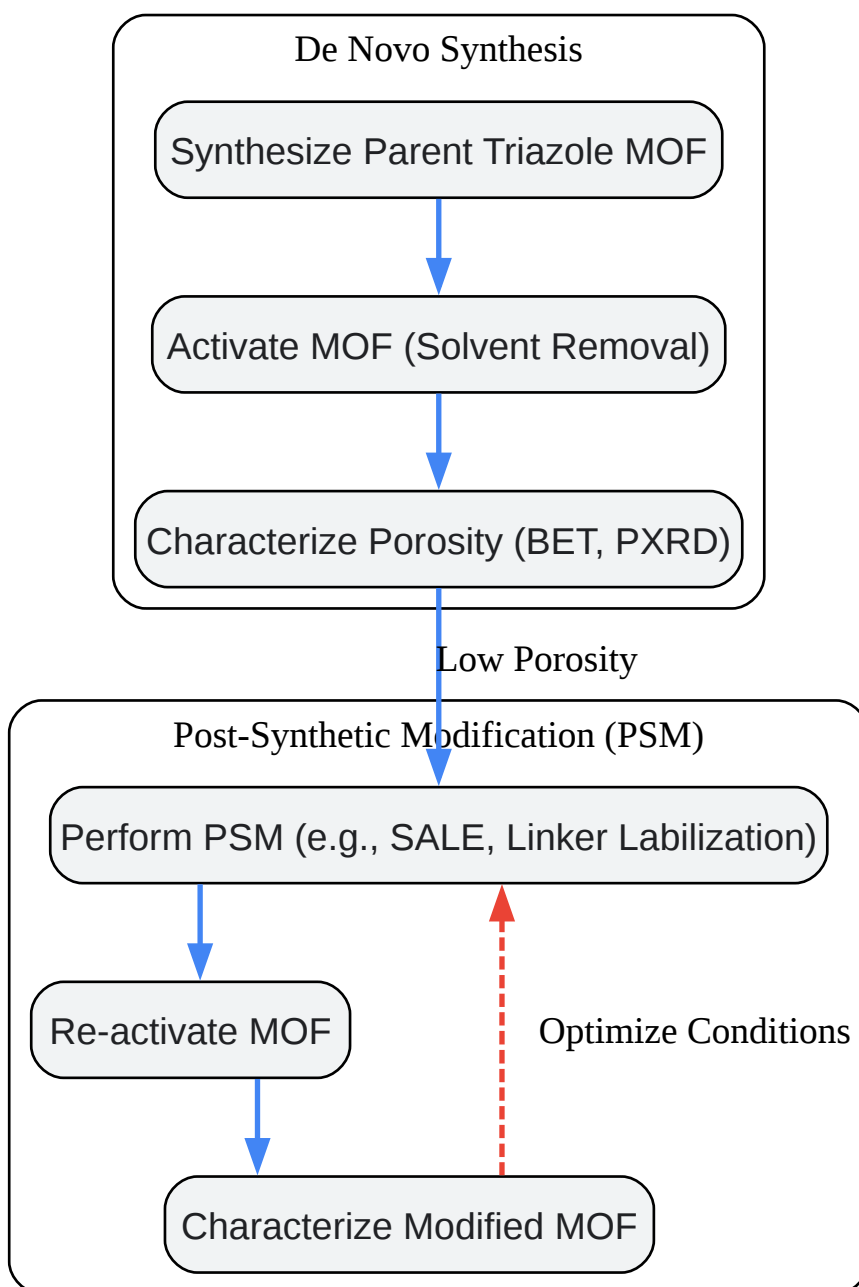 De Novo Synthesis
Synthesize Parent Triazole MOF
Activate MOF (Solvent Removal)
Characterize Porosity (BET, PXRD)
Low Porosity
Post-Synthetic Modification (PSM)
Perform PSM (e.g., SALE, Linker Labilization)
Re-activate MOF
Optimize Conditions
Characterize Modified MOF